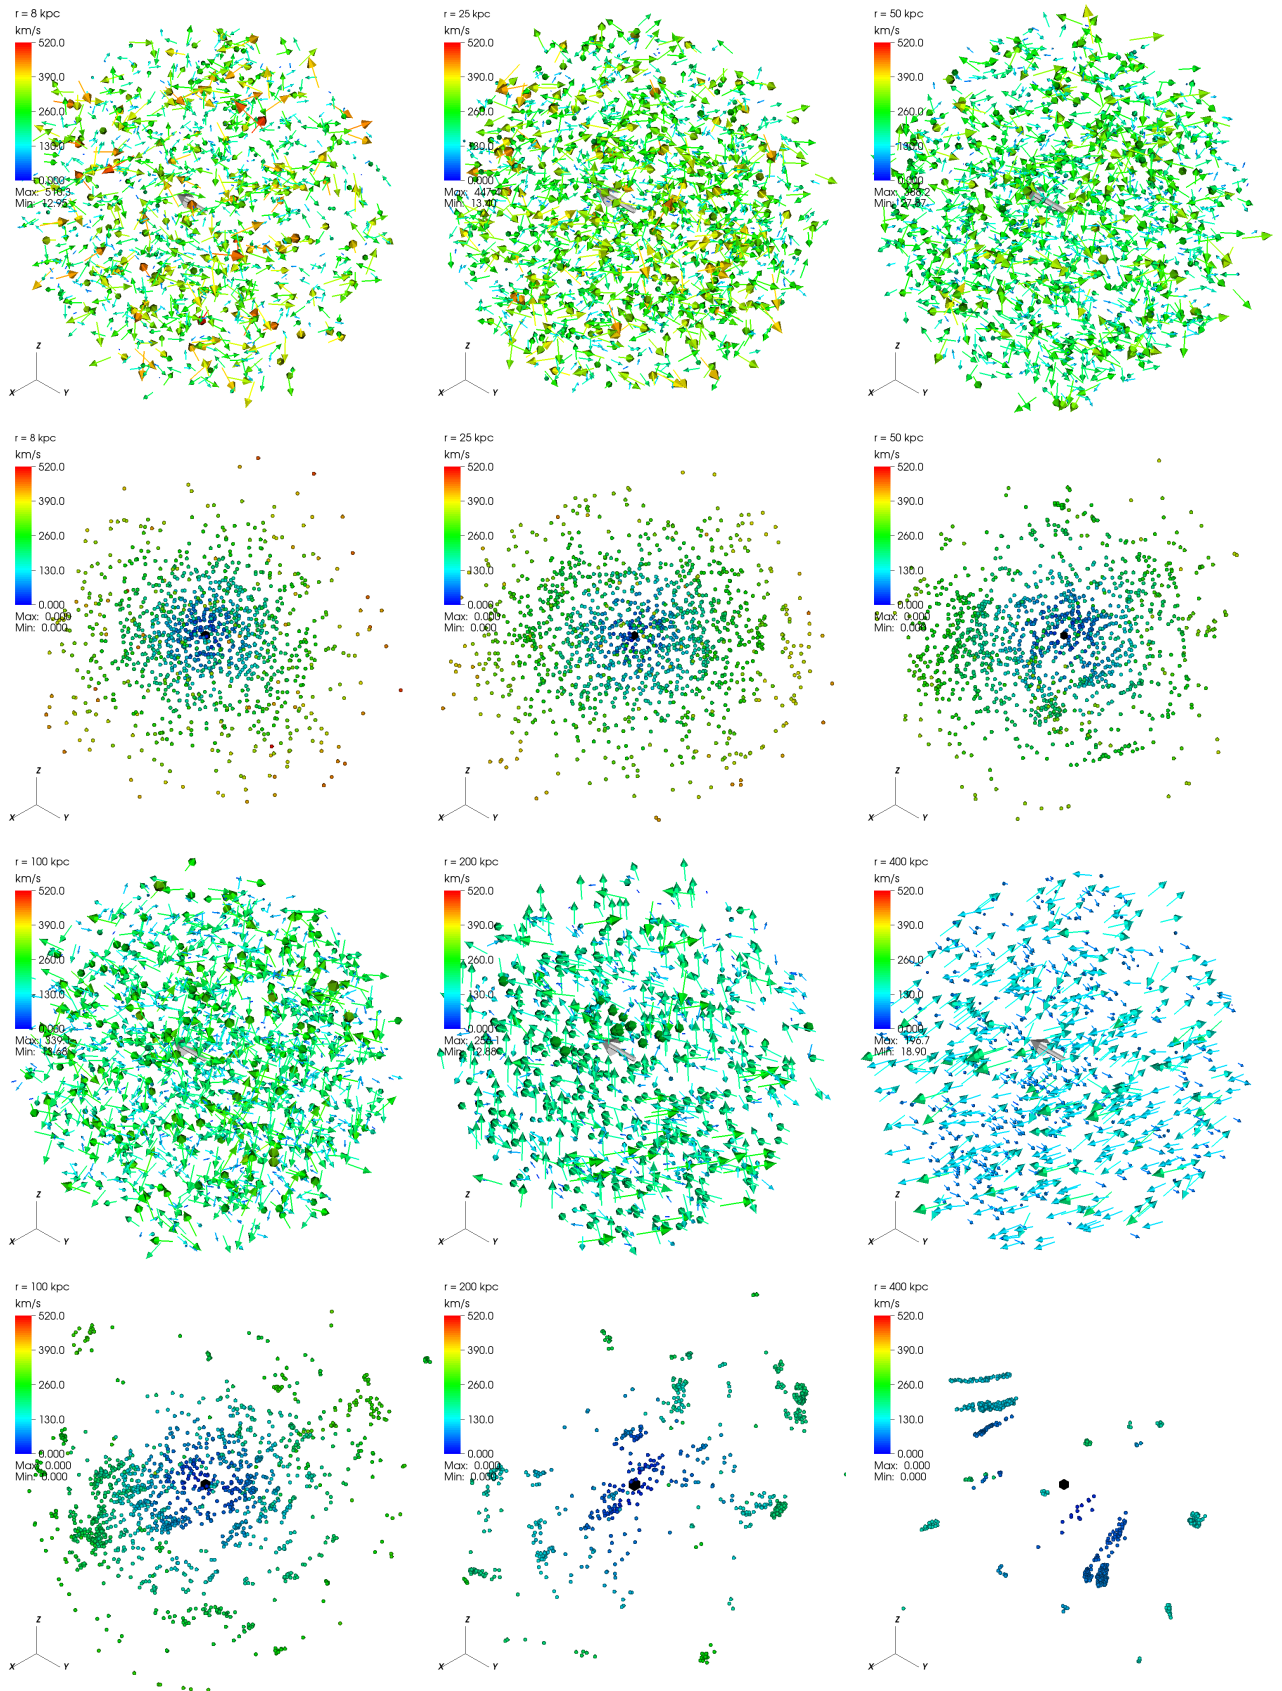 r = 8 kpc
km/s
520.0
390.0
260.0
130.0
0.000
Max: 510.3
Min: 12.95
Z
X
Y
r = 25 kpc
km/s
520.0
390.0
260.0
130.0
0.000
Min: 13.40
Z
X
Y
r = 50 kpc
km/s
520.0
390.0
260.0
130.0
0.000
Z
X
Y
r = 8 kpc
km/s
520.0
390.0
260.0
130.0
0.000
Max: 0.000
Min: 0.000
Z
X
Y
r = 25 kpc
km/s
520.0
390.0
260.0
130.0
0.000
Max: 0.000
Min: 0.000
Z
X
Y
r = 50 kpc
km/s
520.0
390.0
260.0
130.0
0.000
Max: 0.000
Min: 0.000
Z
X
Y
r = 100 kpc
km/s
520.0
390.0
260.0
130.0
0.000
Max: 339.1
Z
X
Y
r = 200 kpc
km/s
520.0
390.0
260.0
130.0
0.000
Min: 12.88
Z
X
Y
r = 400 kpc
km/s
520.0
390.0
260.0
130.0
0.000
Max: 196.7
Min: 18.90
Z
X
Y
r = 100 kpc
km/s
520.0
390.0
260.0
130.0
0.000
Max: 0.000
Min: 0.000
Z
X
Y
r = 200 kpc
km/s
520.0
390.0
260.0
130.0
0.000
Max: 0.000
Min: 0.000
Z
X
Y
r = 400 kpc
km/s
520.0
390.0
260.0
130.0
0.000
Max: 0.000
Min: 0.000
Z
X
Y